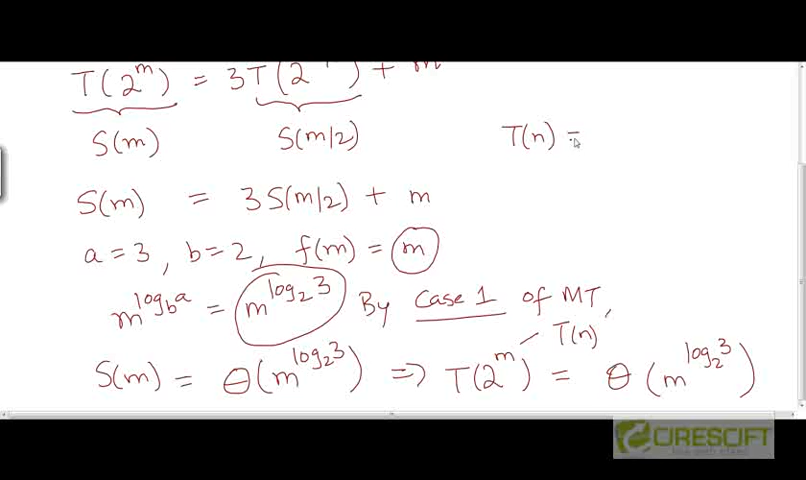 T(2^m) = 3T(2 ) + m
S(m) S(m/2) T(n) =
S(m) = 3S(m/2) + m
a = 3, b = 2, f(m) = m
m^log_b a = m^log_2 3 By Case 1 of MT,
T(n)
S(m) = Θ(m^log_2 3) => T(2^m) = Θ(m^log_2 3)
CIRESCIFT